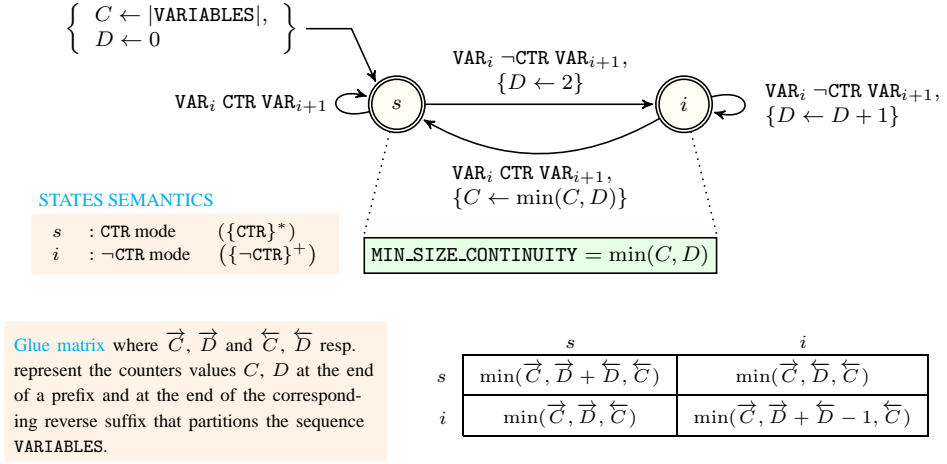 C ← |VARIABLES|,
D ← 0
VAR_i ¬CTR VAR_{i+1},
{D ← 2}
VAR_i CTR VAR_{i+1}
s
i
VAR_i ¬CTR VAR_{i+1},
{D ← D + 1}
VAR_i CTR VAR_{i+1},
{C ← min(C, D)}
STATES SEMANTICS
s : CTR mode ({CTR}*)
i : ¬CTR mode ({¬CTR}⁺)
MIN_SIZE_CONTINUITY = min(C, D)
Glue matrix where C→, D→ and C←, D← resp.
represent the counters values C, D at the end
of a prefix and at the end of the correspond-
ing reverse suffix that partitions the sequence
VARIABLES.
s i
s min(C→, D→ + D←, C←) min(C→, D←, C←)
i min(C→, D→, C←) min(C→, D→ + D← − 1, C←)